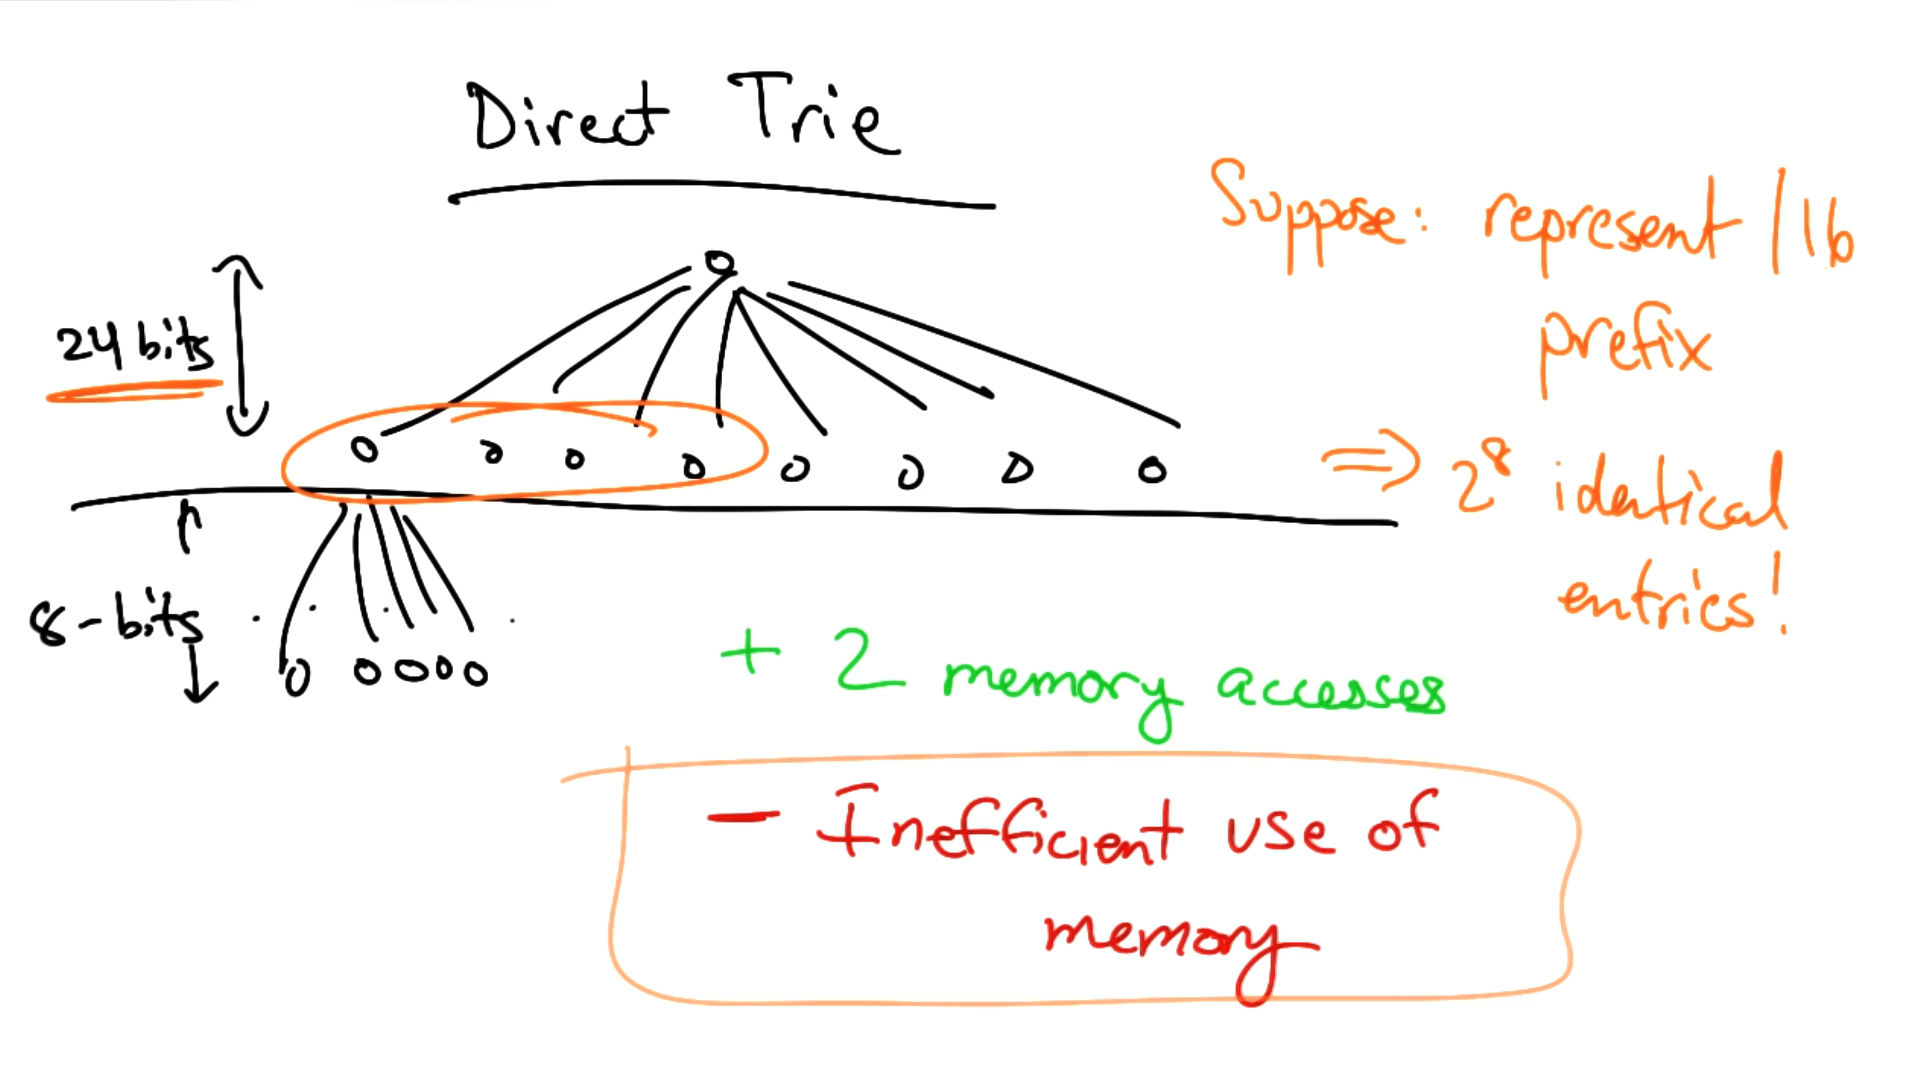 Direct Trie
Suppose: represent /16
prefix
24 bits
⇒ 2⁸ identical
entries!
8-bits
+ 2 memory accesses
- Inefficient use of
memory